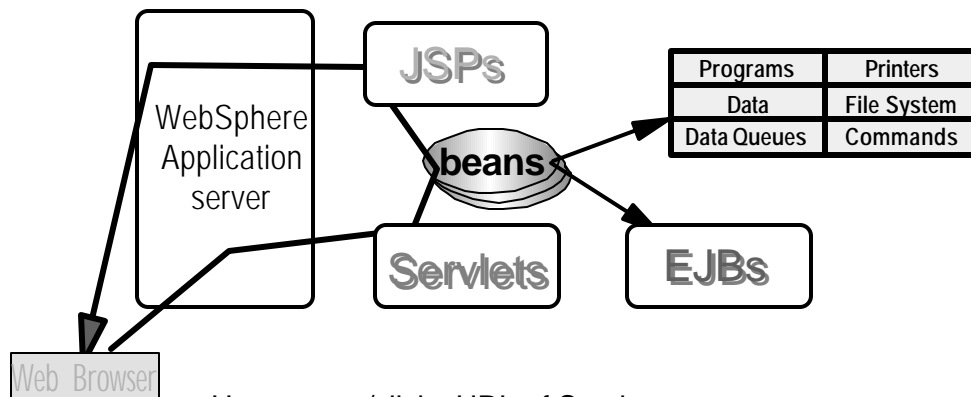 JSPs
WebSphere
Application
server
Programs Printers
Data File System
Data Queues Commands
beans
Servlets
EJBs
Web Browser